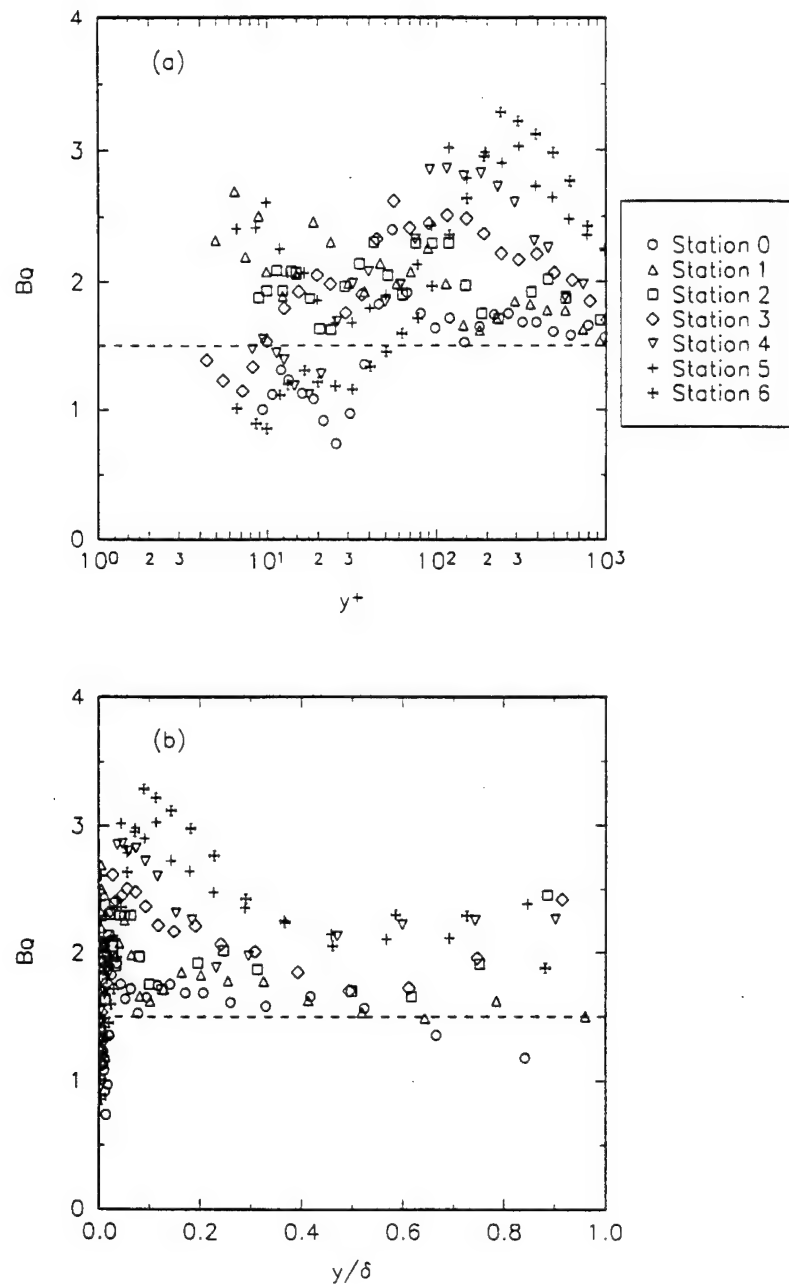 4
(a)
3
BQ
2
1
0
10⁰ 2 3 10¹ 2 3 10² 2 3 10³
y⁺
Station 0
Station 1
Station 2
Station 3
Station 4
Station 5
Station 6
4
(b)
3
BQ
2
1
0
0.0 0.2 0.4 0.6 0.8 1.0
y/δ